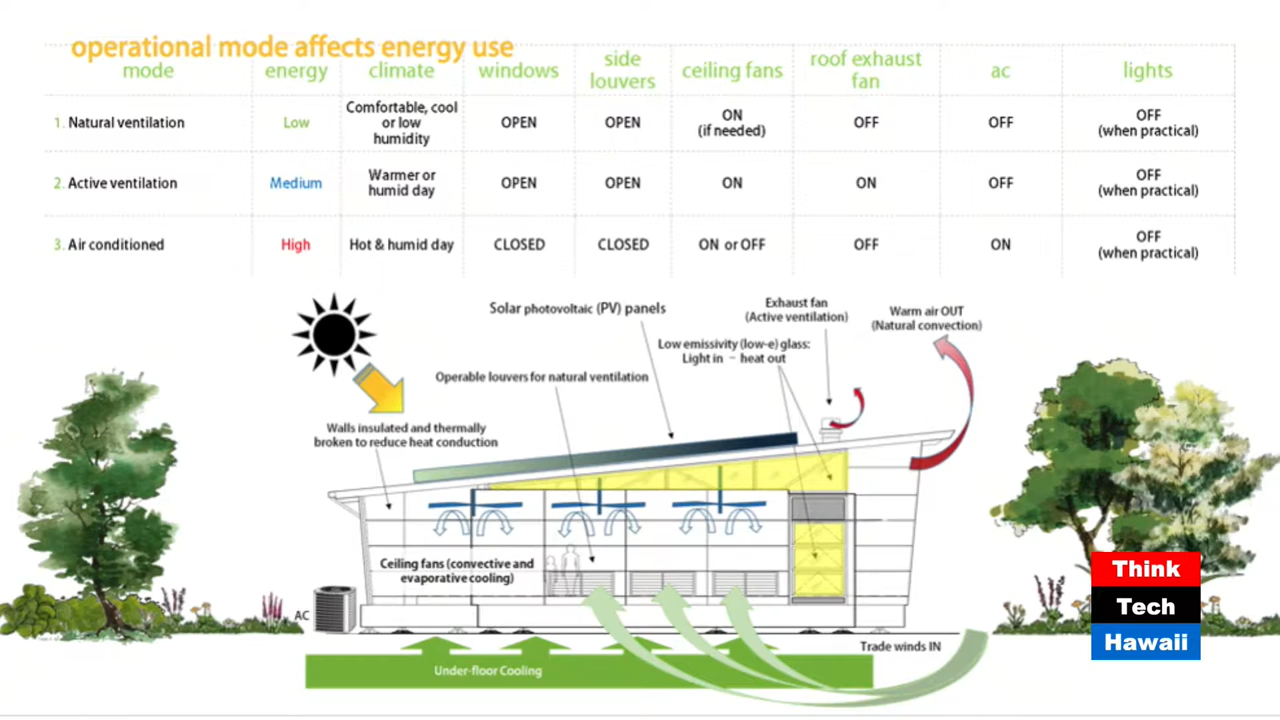 operational mode affects energy use
mode energy climate windows side louvers ceiling fans roof exhaust fan ac lights
1. Natural ventilation Low Comfortable, cool or low humidity OPEN OPEN ON (if needed) OFF OFF OFF (when practical)
2. Active ventilation Medium Warmer or humid day OPEN OPEN ON ON OFF OFF (when practical)
3. Air conditioned High Hot & humid day CLOSED CLOSED ON or OFF OFF ON OFF (when practical)
Solar photovoltaic (PV) panels
Exhaust fan
(Active ventilation)
Warm air OUT
(Natural convection)
Low emissivity (low-e) glass:
Light in – heat out
Operable louvers for natural ventilation
Walls insulated and thermally
broken to reduce heat conduction
Ceiling fans (convective and
evaporative cooling)
AC
Trade winds IN
Under-floor Cooling
Think
Tech
Hawaii